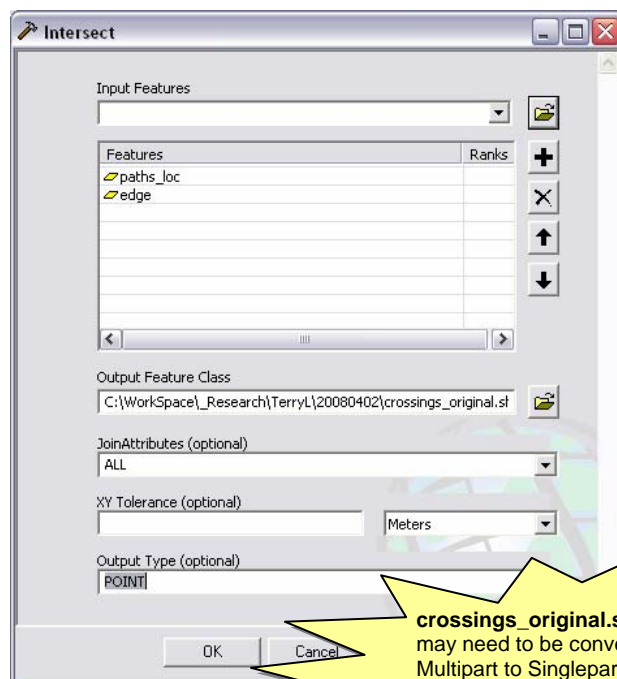 Intersect
Input Features
Features Ranks
paths_loc
edge
Output Feature Class
C:\WorkSpace\_Research\TerryL\20080402\crossings_original.sh
JoinAttributes (optional)
ALL
XY Tolerance (optional)
Meters
Output Type (optional)
POINT
crossings_original.s
may need to be conve
Multipart to Singlepar
OK Cancel